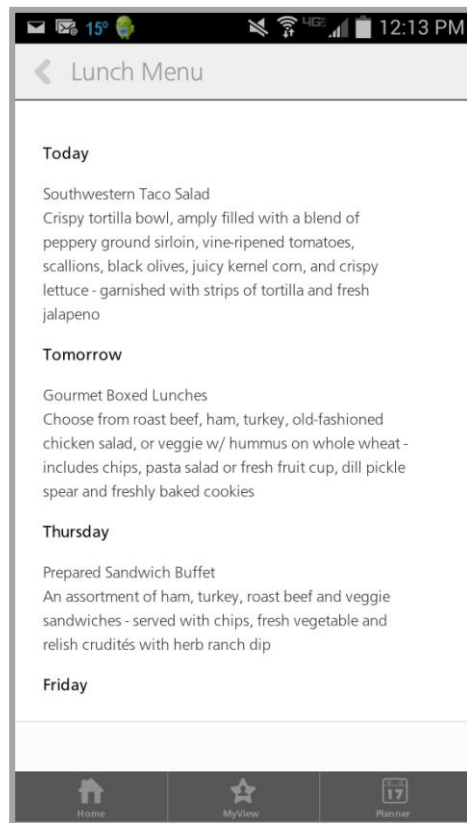 15° 4GE 12:13 PM
Lunch Menu
Today
Southwestern Taco Salad
Crispy tortilla bowl, amply filled with a blend of
peppery ground sirloin, vine-ripened tomatoes,
scallions, black olives, juicy kernel corn, and crispy
lettuce - garnished with strips of tortilla and fresh
jalapeno
Tomorrow
Gourmet Boxed Lunches
Choose from roast beef, ham, turkey, old-fashioned
chicken salad, or veggie w/ hummus on whole wheat -
includes chips, pasta salad or fresh fruit cup, dill pickle
spear and freshly baked cookies
Thursday
Prepared Sandwich Buffet
An assortment of ham, turkey, roast beef and veggie
sandwiches - served with chips, fresh vegetable and
relish crudités with herb ranch dip
Friday
17
Home MyView Planner